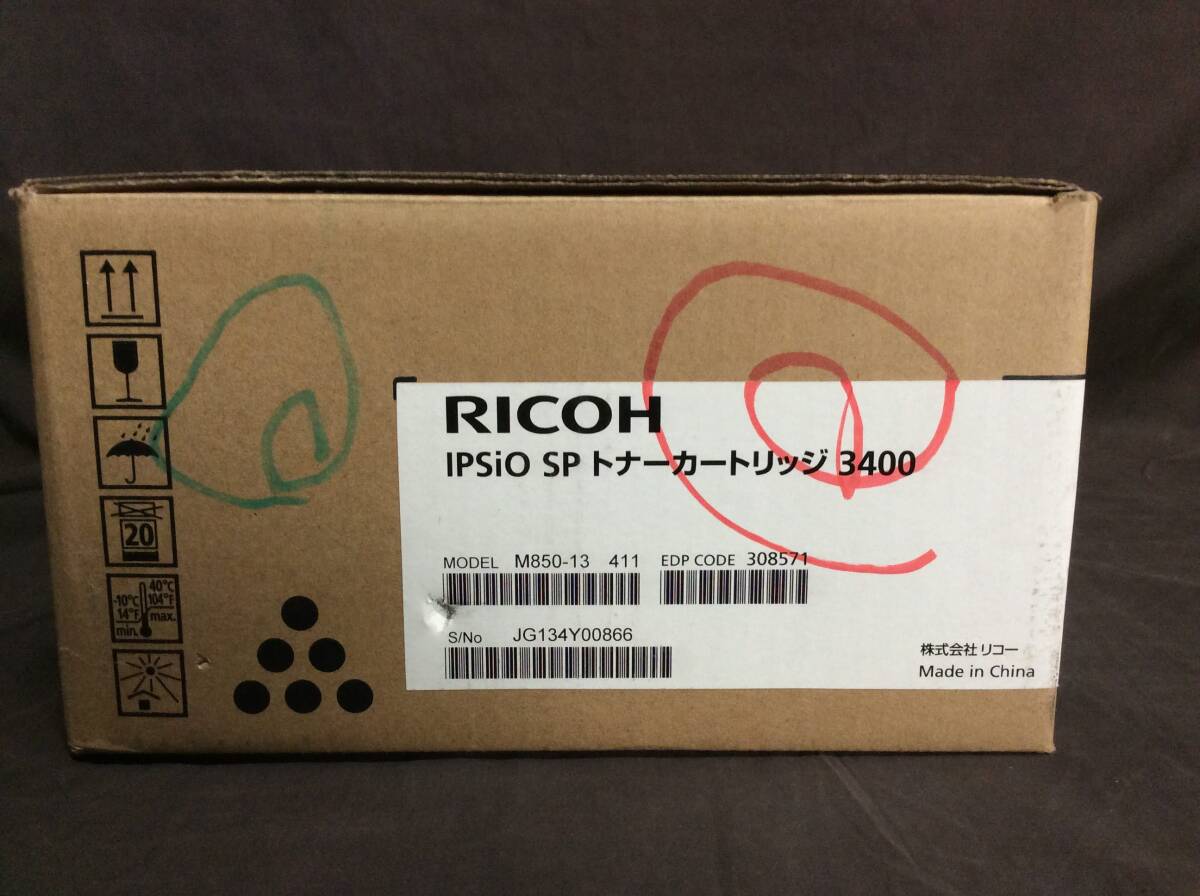 RICOH
IPSiO SP トナーカートリッジ 3400
MODEL M850-13 411 EDP CODE 308571
S/No JG134Y00866
株式会社 リコー
Made in China
20
40°C
-10°C 104°F
14°F max.
min.